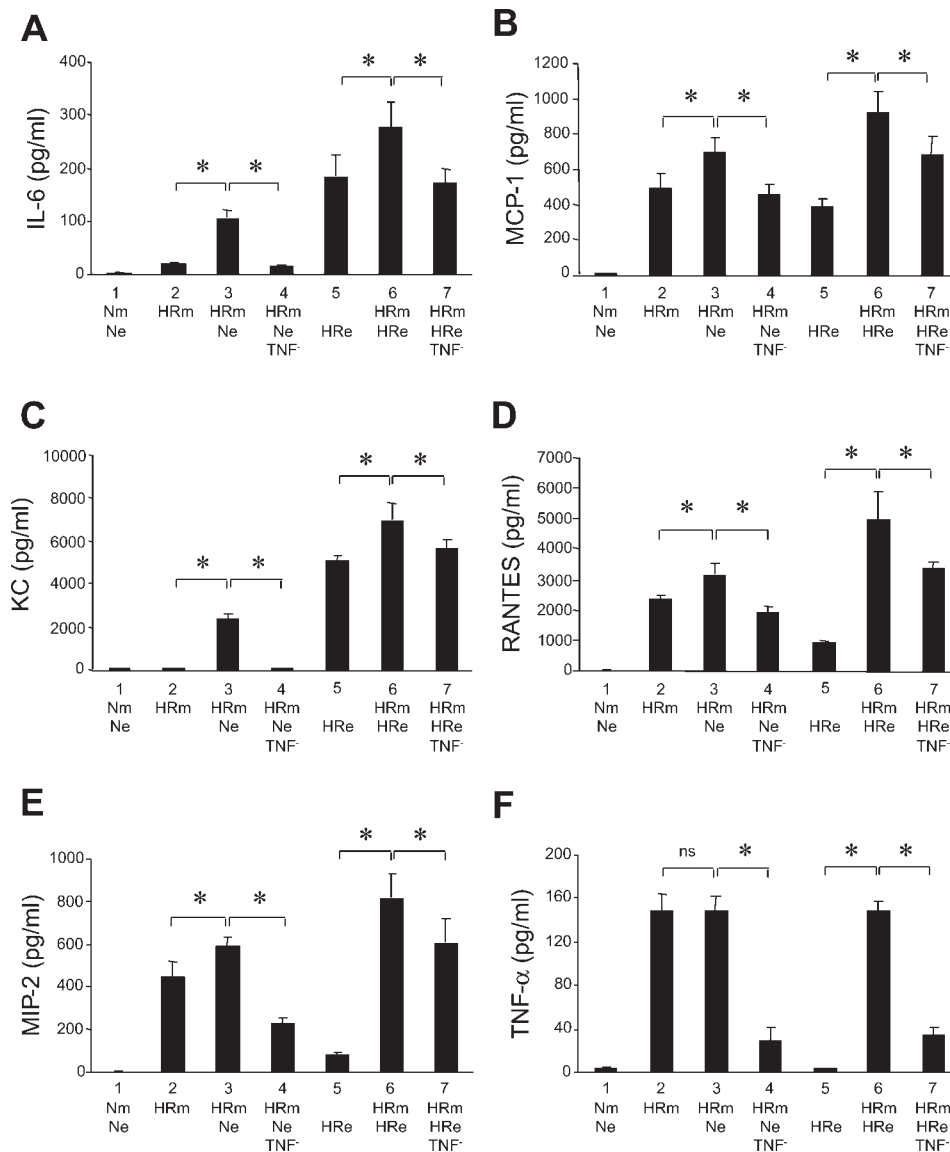 A
IL-6 (pg/ml)
400
300
200
100
0
* * * *
1 2 3 4 5 6 7
Nm HRm HRm HRm HRm HRm
Ne Ne Ne HRe HRe HRe
TNF- TNF-
B
MCP-1 (pg/ml)
1200
1000
800
600
400
200
0
* * * *
1 2 3 4 5 6 7
Nm HRm HRm HRm HRm HRm
Ne Ne Ne HRe HRe HRe
TNF- TNF-
C
KC (pg/ml)
10000
8000
6000
4000
2000
0
* * * *
1 2 3 4 5 6 7
Nm HRm HRm HRm HRm HRm
Ne Ne Ne HRe HRe HRe
TNF- TNF-
D
RANTES (pg/ml)
7000
6000
5000
4000
3000
2000
1000
0
* * * *
1 2 3 4 5 6 7
Nm HRm HRm HRm HRm HRm
Ne Ne Ne HRe HRe HRe
TNF- TNF-
E
MIP-2 (pg/ml)
1000
800
600
400
200
0
* * * *
1 2 3 4 5 6 7
Nm HRm HRm HRm HRm HRm
Ne Ne Ne HRe HRe HRe
TNF- TNF-
F
TNF-α (pg/ml)
200
160
120
80
40
0
ns * * *
1 2 3 4 5 6 7
Nm HRm HRm HRm HRm HRm
Ne Ne Ne HRe HRe HRe
TNF- TNF-